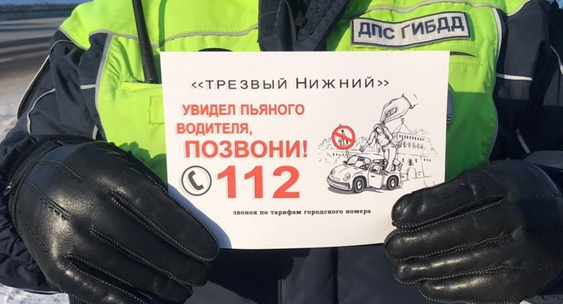 ДПС ГИБДД
«ТРЕЗВЫЙ НИЖНИЙ»
УВИДЕЛ ПЬЯНОГО
ВОДИТЕЛЯ,
ПОЗВОНИ!
112
звонок по тарифам городского номера